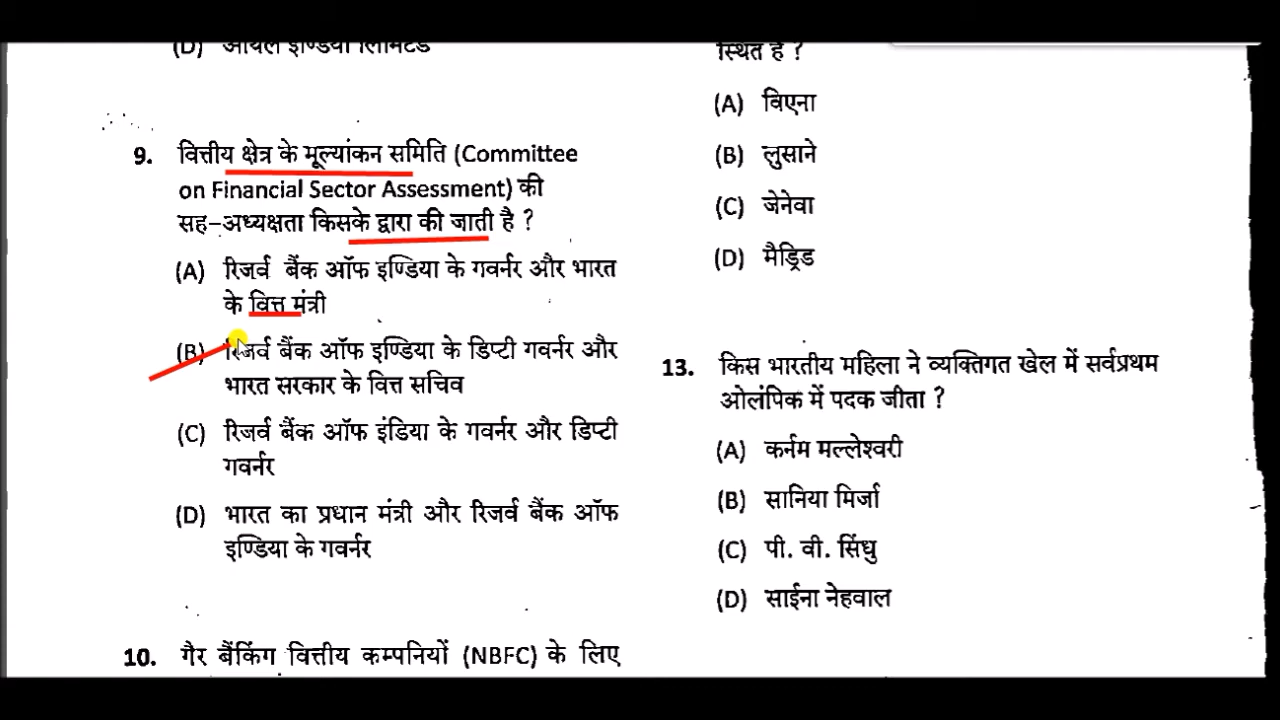 (D) ऑयल इण्डिया लिमिटेड
9. वित्तीय क्षेत्र के मूल्यांकन समिति (Committee
on Financial Sector Assessment) की
सह-अध्यक्षता किसके द्वारा की जाती है ?
(A) रिजर्व बैंक ऑफ इण्डिया के गवर्नर और भारत
के वित्त मंत्री
(B) रिजर्व बैंक ऑफ इण्डिया के डिप्टी गवर्नर और
भारत सरकार के वित्त सचिव
(C) रिजर्व बैंक ऑफ इंडिया के गवर्नर और डिप्टी
गवर्नर
(D) भारत का प्रधान मंत्री और रिजर्व बैंक ऑफ
इण्डिया के गवर्नर
10. गैर बैंकिंग वित्तीय कम्पनियों (NBFC) के लिए
स्थित है ?
(A) विएना
(B) लुसाने
(C) जेनेवा
(D) मैड्रिड
13. किस भारतीय महिला ने व्यक्तिगत खेल में सर्वप्रथम
ओलंपिक में पदक जीता ?
(A) कर्नम मल्लेश्वरी
(B) सानिया मिर्जा
(C) पी. वी. सिंधु
(D) साईना नेहवाल